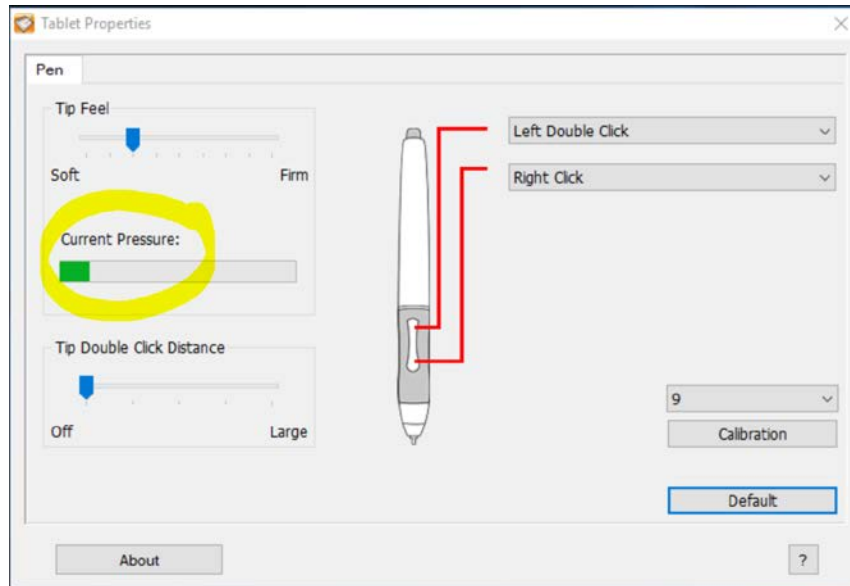 Tablet Properties
Pen
Tip Feel
Soft Firm
Current Pressure:
Tip Double Click Distance
Off Large
Left Double Click
Right Click
9
Calibration
Default
About
?